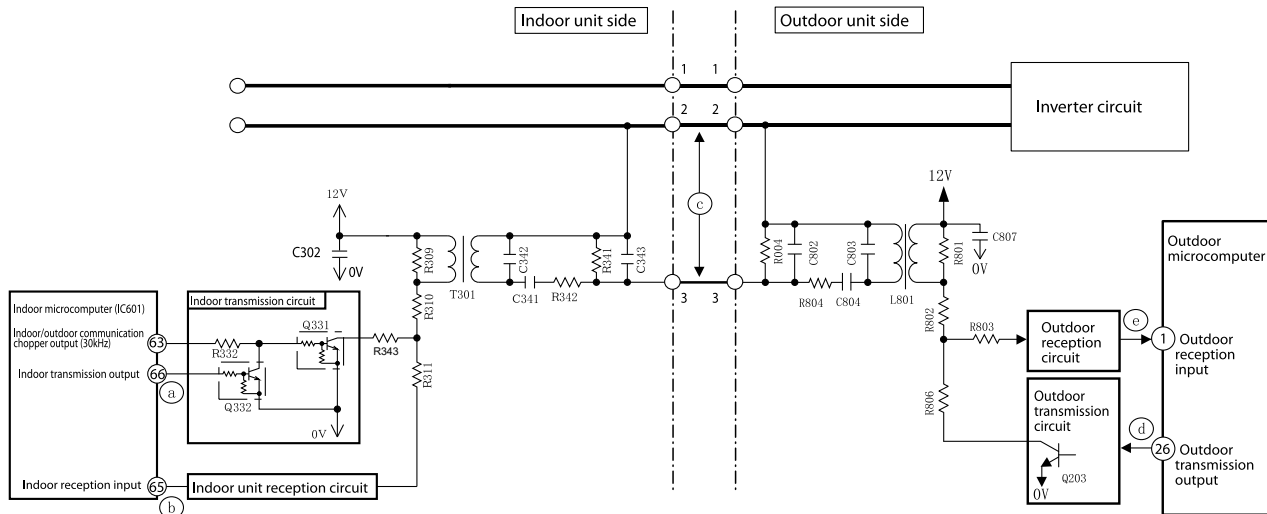 Indoor unit side
Outdoor unit side
1
1
2
2
3
3
c
Inverter circuit
12V
C302
0V
R309
R310
R311
T301
C342
C341
R342
R341
C343
R343
Indoor microcomputer (IC601)
Indoor/outdoor communication
chopper output (30kHz)
63
Indoor transmission output
66
a
Indoor reception input
65
b
Indoor transmission circuit
Q331
R332
Q332
0V
Indoor unit reception circuit
R004
C802
C803
R804
C804
L801
12V
R801
C807
0V
R802
R803
R806
Outdoor
reception
circuit
e
1
Outdoor
microcomputer
Outdoor
reception
input
Outdoor
transmission
circuit
Q203
0V
d
26
Outdoor
transmission
output